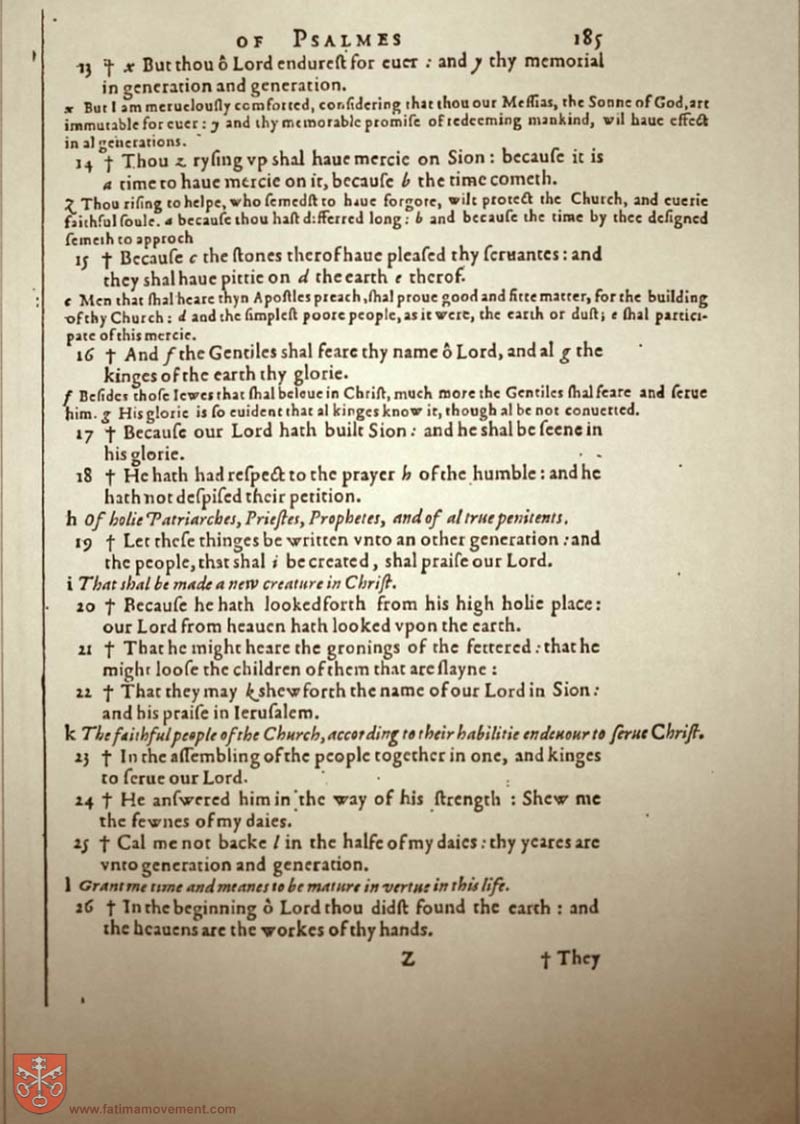 OF PSALMES 185
13 † x But thou ô Lord endureſt for euer : and y thy memorial
in generation and generation.
x But I am meruelouſly comforted, conſidering that thou our Meſſias, the Sonne of God, art
immutable for euer : y and thy memorable promiſe of redeeming mankind, wil haue effect
in al generations.
14 † Thou z ryſing vp shal haue mercie on Sion : becauſe it is
a time to haue mercie on it, becauſe b the time cometh.
Z Thou riſing to helpe, who ſemedſt to haue forgore, wilt protect the Church, and euerie
faithful ſoule. a becauſe thou haſt differred long : b and becauſe the time by thee deſigned
ſemeth to approch
15 † Becauſe c the ſtones therof haue pleaſed thy ſeruantes : and
they shal haue pittie on d the earth e therof.
c Men that ſhal heare thyn Apoſtles preach, ſhal proue good and fitte matter, for the building
of thy Church : d and the ſimpleſt poore people, as it were, the earth or duſt; e ſhal partici-
pate of this mercie.
16 † And f the Gentiles shal feare thy name ô Lord, and al g the
kinges of the earth thy glorie.
f Beſides thoſe Iewes that ſhal beleue in Chriſt, much more the Gentiles ſhal feare and ſerue
him. g His glorie is ſo euident that al kinges know it, though al be not conuerted.
17 † Becauſe our Lord hath built Sion : and he shal be ſeene in
his glorie.
18 † He hath had reſpect to the prayer h of the humble : and he
hath not deſpiſed their petition.
h Of holie Patriarches, Prieſtes, Prophetes, and of al true penitents.
19 † Let theſe thinges be written vnto an other generation : and
the people, that shal i be created, shal praiſe our Lord.
i That shal be made a new creature in Chriſt.
20 † Becauſe he hath looked forth from his high holie place :
our Lord from heauen hath looked vpon the earth.
21 † That he might heare the gronings of the fettered : that he
might looſe the children of them that are ſlayne :
22 † That they may k shew forth the name of our Lord in Sion :
and his praiſe in Ieruſalem.
k The faithful people of the Church, according to their habilitie endeuour to ſerue Chriſt.
23 † In the aſſembling of the people together in one, and kinges
to ſerue our Lord.
24 † He anſwered him in the way of his ſtrength : Shew me
the fewnes of my daies.
25 † Cal me not backe l in the halfe of my daies : thy yeares are
vnto generation and generation.
l Grant me time and meanes to be mature in vertue in this life.
26 † In the beginning ô Lord thou didſt found the earth : and
the heauens are the workes of thy hands.
Z † They
www.fatimamovement.com